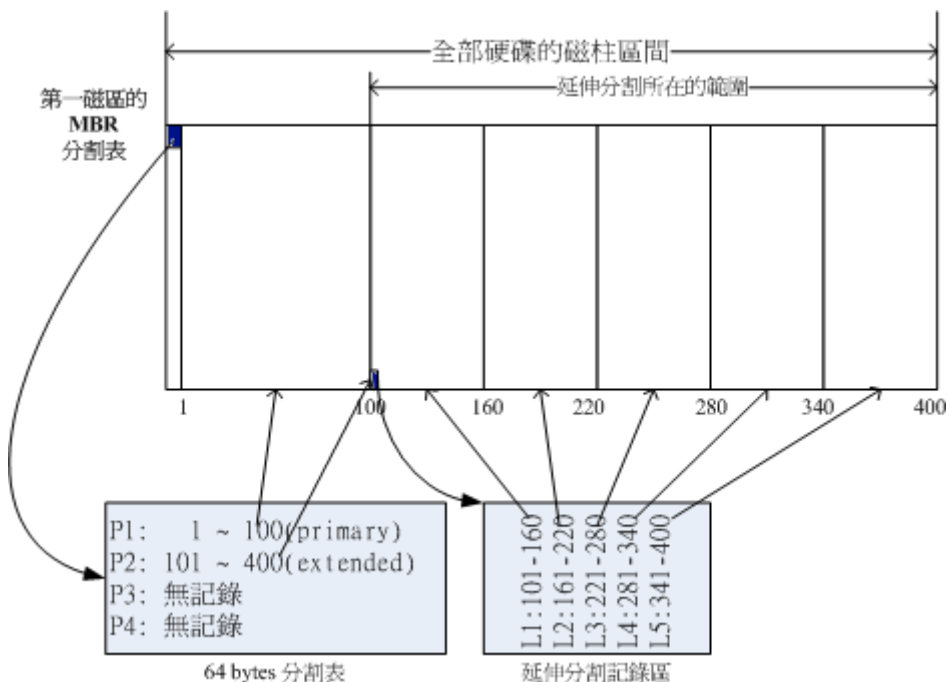 全部硬碟的磁柱區間
延伸分割所在的範圍
第一磁區的
MBR
分割表
1
100
160
220
280
340
400
P1: 1 ~ 100(primary)
P2: 101 ~ 400(extended)
P3: 無記錄
P4: 無記錄
L1:101-160
L2:161-220
L3:221-280
L4:281-340
L5:341-400
64 bytes 分割表
延伸分割記錄區